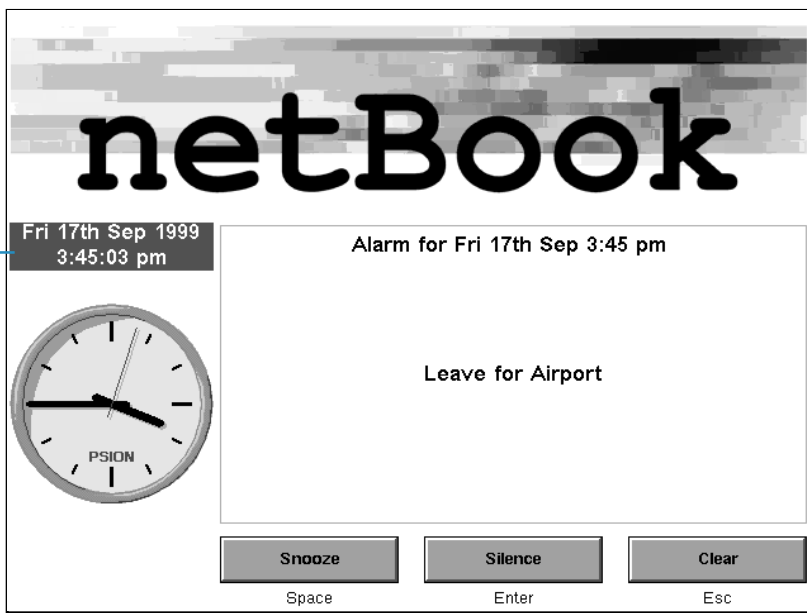 netBook
Fri 17th Sep 1999
3:45:03 pm
Alarm for Fri 17th Sep 3:45 pm
Leave for Airport
PSION
Snooze
Silence
Clear
Space
Enter
Esc